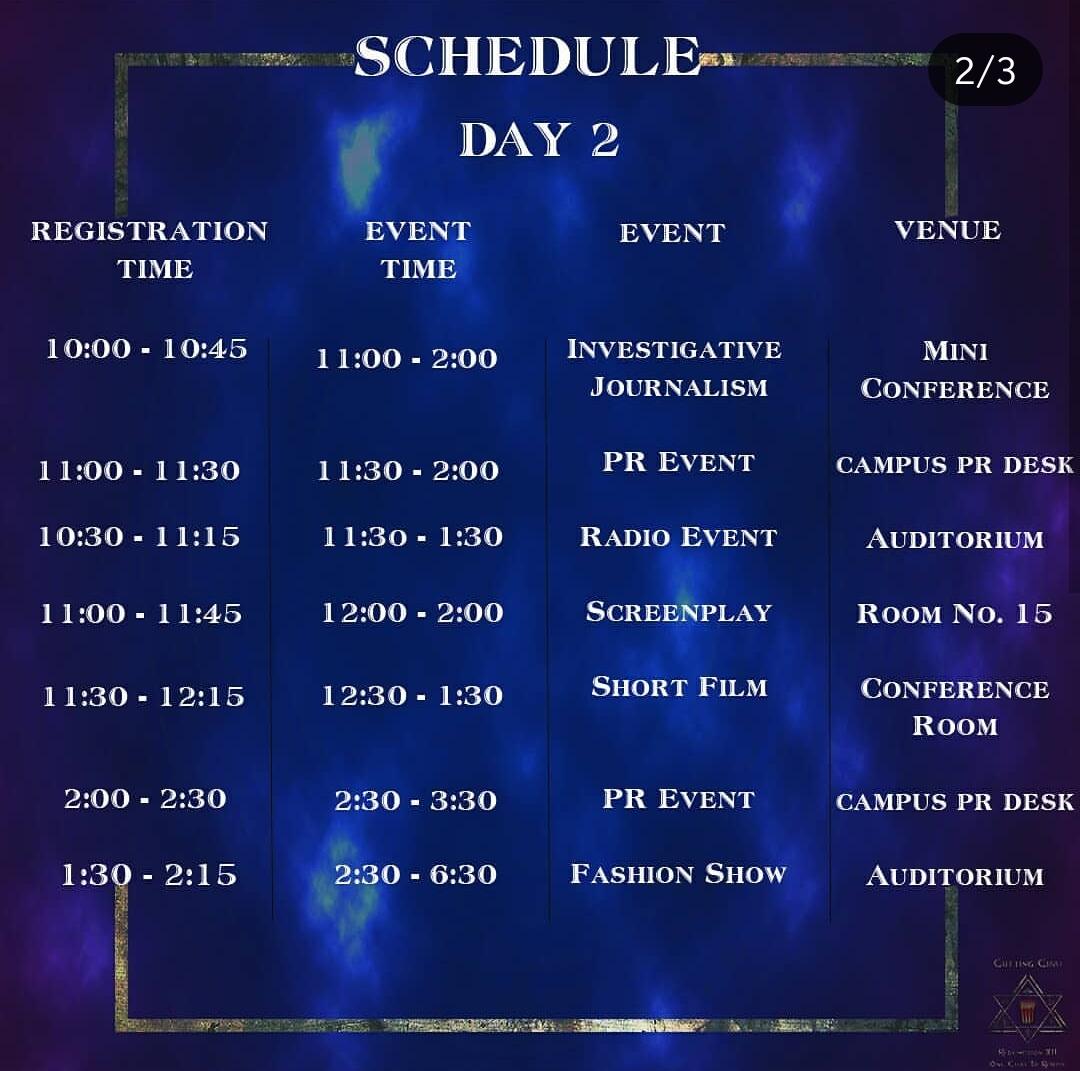 SCHEDULE
2/3
DAY 2
REGISTRATION TIME EVENT TIME EVENT VENUE
10:00 - 10:45 11:00 - 2:00 INVESTIGATIVE JOURNALISM MINI CONFERENCE
11:00 - 11:30 11:30 - 2:00 PR EVENT CAMPUS PR DESK
10:30 - 11:15 11:30 - 1:30 RADIO EVENT AUDITORIUM
11:00 - 11:45 12:00 - 2:00 SCREENPLAY ROOM NO. 15
11:30 - 12:15 12:30 - 1:30 SHORT FILM CONFERENCE ROOM
2:00 - 2:30 2:30 - 3:30 PR EVENT CAMPUS PR DESK
1:30 - 2:15 2:30 - 6:30 FASHION SHOW AUDITORIUM
CUTTING CHAI